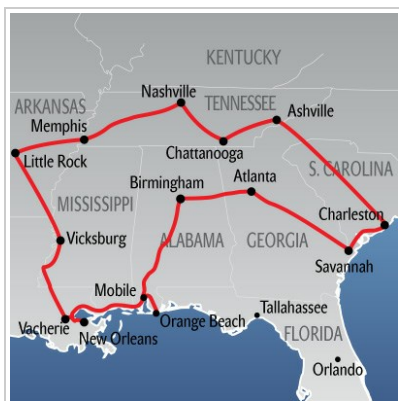 KENTUCKY
Nashville
ARKANSAS
TENNESSEE
Ashville
Memphis
Little Rock
Chattanooga
Atlanta
S. CAROLINA
Birmingham
MISSISSIPPI
Charleston
Vicksburg
ALABAMA
GEORGIA
Savannah
Mobile
Tallahassee
Vacherie
New Orleans
Orange Beach
FLORIDA
Orlando